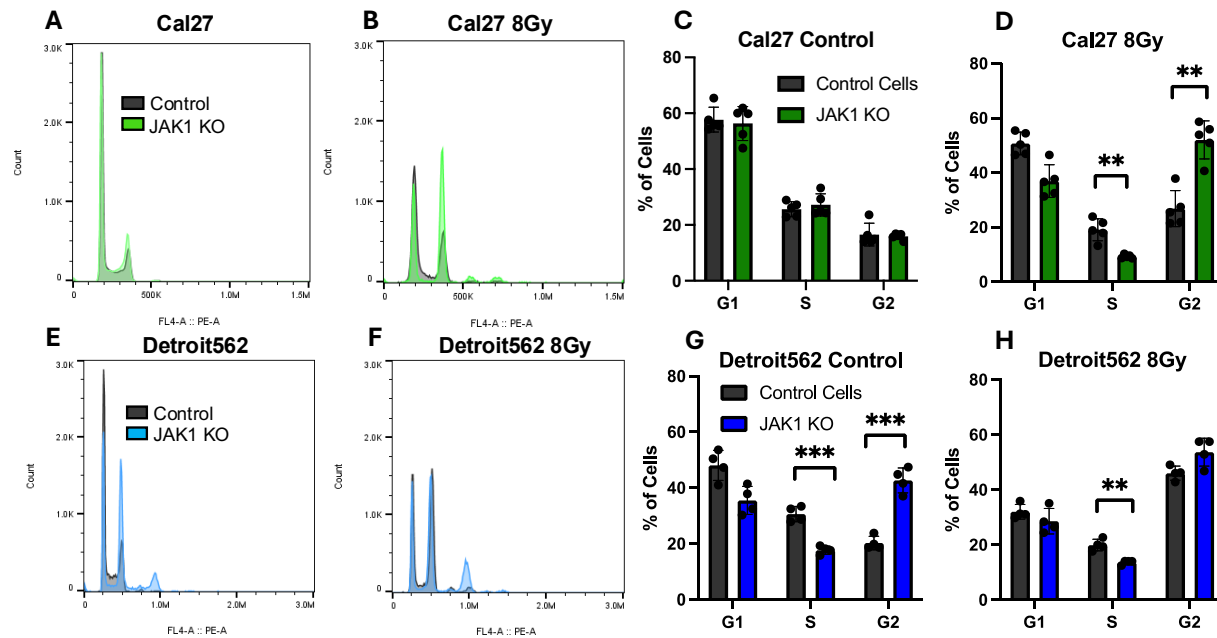 A
Cal27
3.0K
2.0K
1.0K
0
Count
Control
JAK1 KO
0
500K
1.0M
1.5M
FL4-A :: PE-A
B
Cal27 8Gy
3.0K
2.0K
1.0K
0
Count
0
500K
1.0M
1.5M
FL4-A :: PE-A
C
Cal27 Control
80
60
40
20
0
% of Cells
Control Cells
JAK1 KO
G1
S
G2
D
Cal27 8Gy
80
60
40
20
0
% of Cells
**
**
G1
S
G2
E
Detroit562
3.0K
2.0K
1.0K
0
Count
Control
JAK1 KO
0
1.0M
2.0M
3.0M
FL4-A :: PE-A
F
Detroit562 8Gy
3.0K
2.0K
1.0K
0
Count
0
1.0M
2.0M
3.0M
FL4-A :: PE-A
G
Detroit562 Control
80
60
40
20
0
% of Cells
Control Cells
JAK1 KO
***
***
G1
S
G2
H
Detroit562 8Gy
80
60
40
20
0
% of Cells
**
G1
S
G2